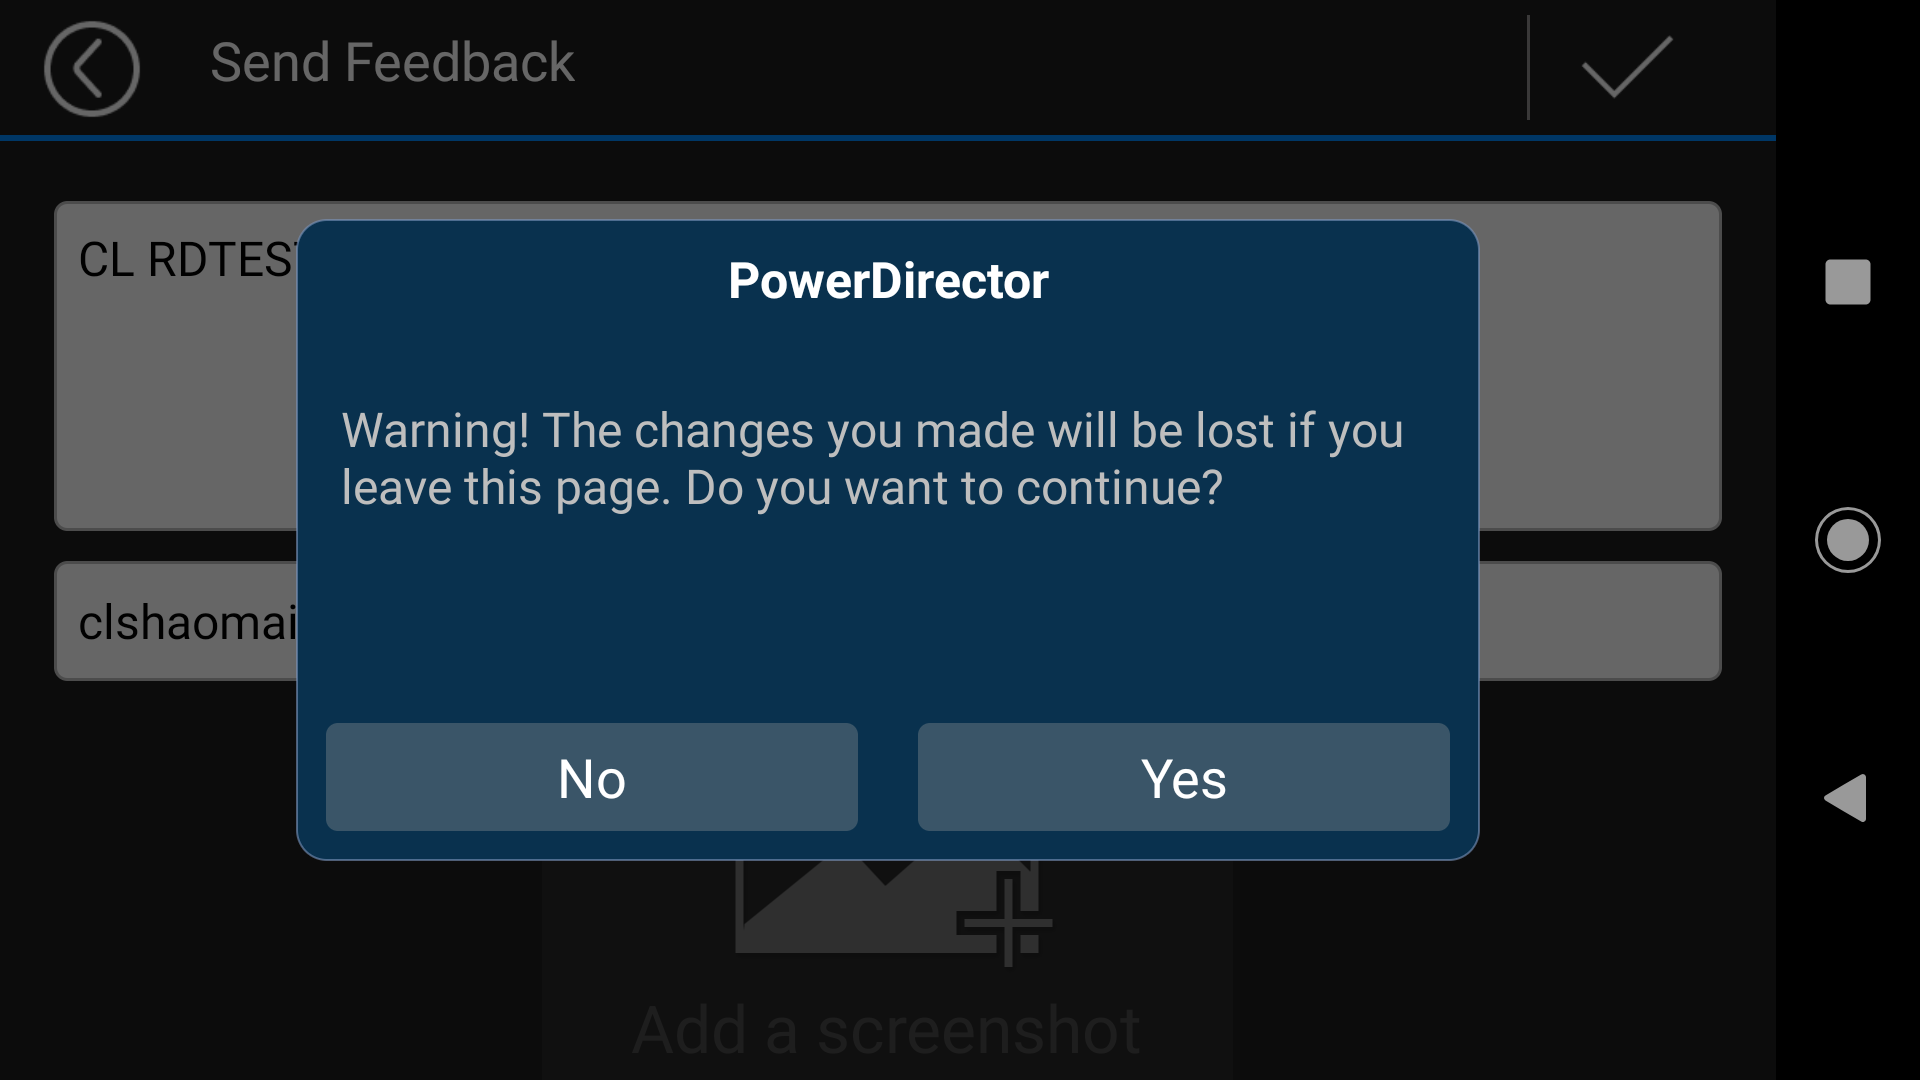 Send Feedback
CL RDTES
PowerDirector
Warning! The changes you made will be lost if you
leave this page. Do you want to continue?
clshaomai
No
Yes
Add a screenshot